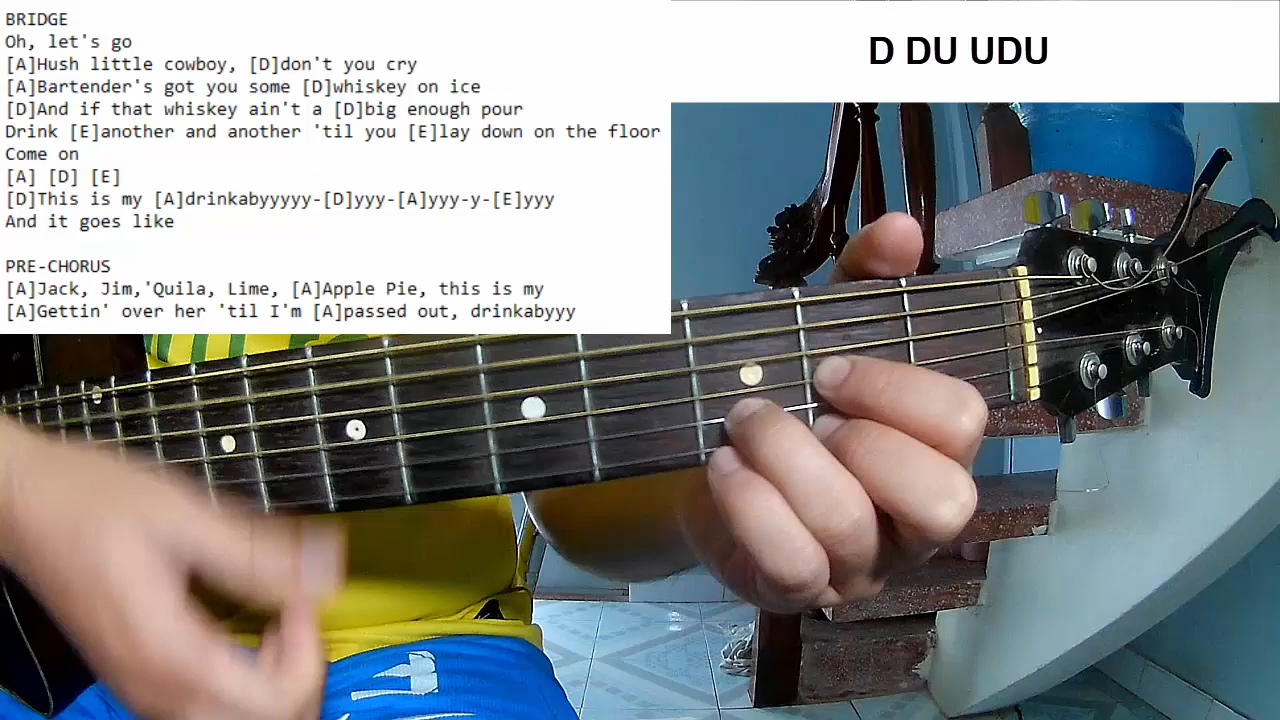 BRIDGE
Oh, let's go
[A]Hush little cowboy, [D]don't you cry
[A]Bartender's got you some [D]whiskey on ice
[D]And if that whiskey ain't a [D]big enough pour
Drink [E]another and another 'til you [E]lay down on the floor
Come on
[A] [D] [E]
[D]This is my [A]drinkabyyyyy-[D]yyy-[A]yyy-y-[E]yyy
And it goes like
PRE-CHORUS
[A]Jack, Jim,'Quila, Lime, [A]Apple Pie, this is my
[A]Gettin' over her 'til I'm [A]passed out, drinkabyyy
D DU UDU